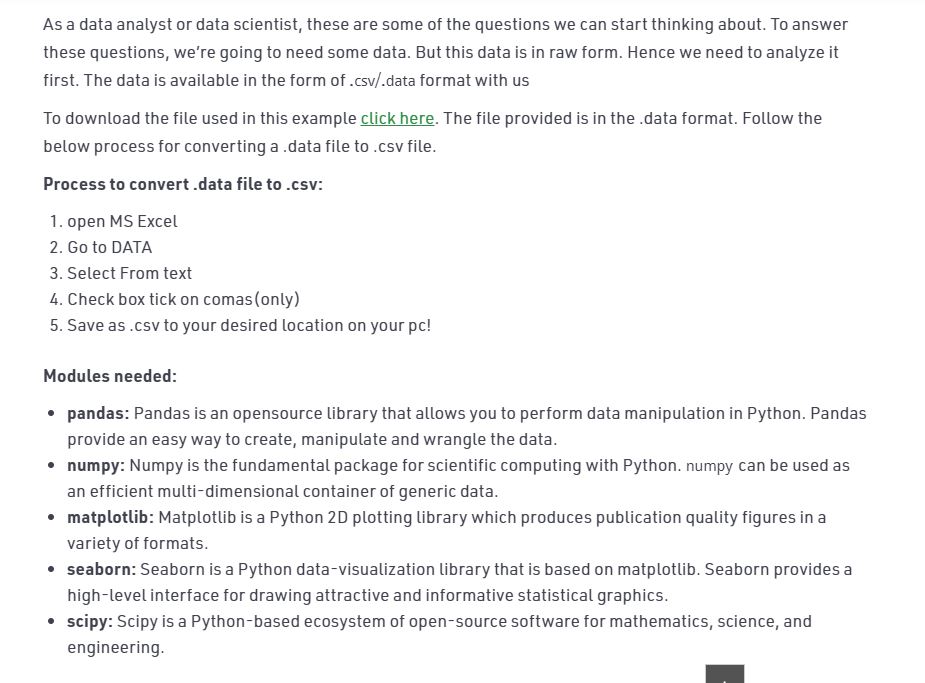 As a data analyst or data scientist, these are some of the questions we can start thinking about. To answer
these questions, we're going to need some data. But this data is in raw form. Hence we need to analyze it
first. The data is available in the form of .csv/.data format with us
To download the file used in this example click here. The file provided is in the .data format. Follow the
below process for converting a .data file to .csv file.
Process to convert .data file to .csv:
1. open MS Excel
2. Go to DATA
3. Select From text
4. Check box tick on comas(only)
5. Save as .csv to your desired location on your pc!
Modules needed:
• pandas: Pandas is an opensource library that allows you to perform data manipulation in Python. Pandas
provide an easy way to create, manipulate and wrangle the data.
• numpy: Numpy is the fundamental package for scientific computing with Python. numpy can be used as
an efficient multi-dimensional container of generic data.
• matplotlib: Matplotlib is a Python 2D plotting library which produces publication quality figures in a
variety of formats.
• seaborn: Seaborn is a Python data-visualization library that is based on matplotlib. Seaborn provides a
high-level interface for drawing attractive and informative statistical graphics.
• scipy: Scipy is a Python-based ecosystem of open-source software for mathematics, science, and
engineering.